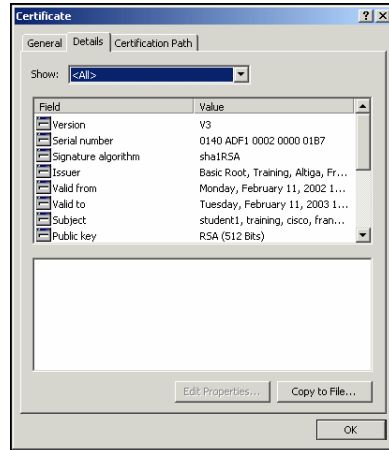 Certificate
General Details Certification Path
Show: <All>
Field Value
Version V3
Serial number 0140 ADF1 0002 0000 01B7
Signature algorithm sha1RSA
Issuer Basic Root, Training, Altiga, Fr...
Valid from Monday, February 11, 2002 1...
Valid to Tuesday, February 11, 2003 1...
Subject student1, training, cisco, fran...
Public key RSA (512 Bits)
Edit Properties... Copy to File...
OK